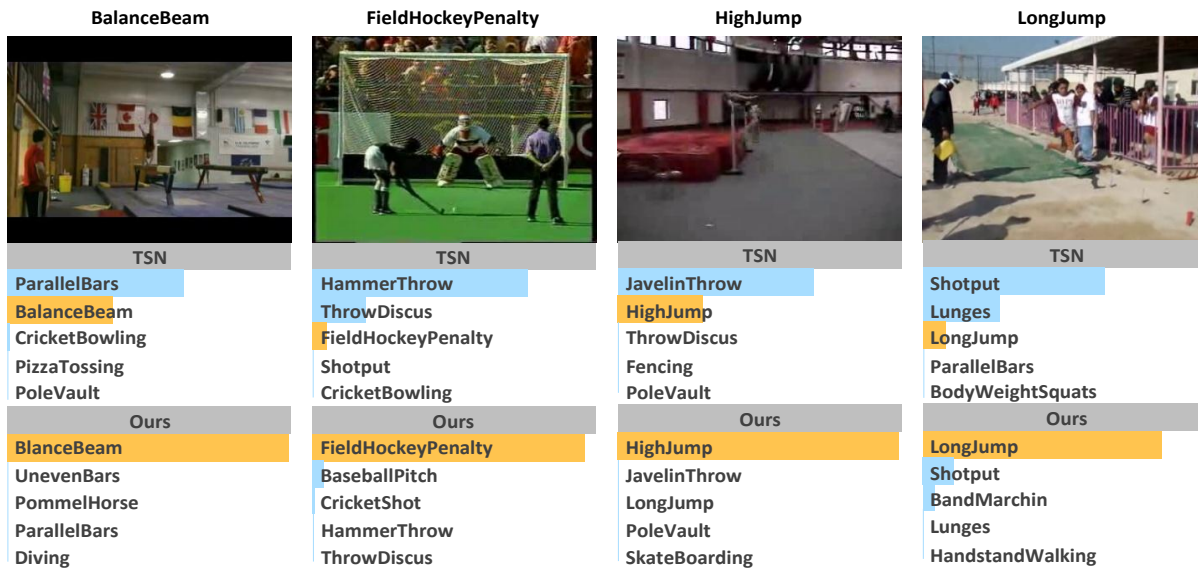 BalanceBeam
FieldHockeyPenalty
HighJump
LongJump
TSN
TSN
TSN
TSN
ParallelBars
HammerThrow
JavelinThrow
Shotput
BalanceBeam
ThrowDiscus
HighJump
Lunges
CricketBowling
FieldHockeyPenalty
ThrowDiscus
LongJump
PizzaTossing
Shotput
Fencing
ParallelBars
PoleVault
CricketBowling
PoleVault
BodyWeightSquats
Ours
Ours
Ours
Ours
BlanceBeam
FieldHockeyPenalty
HighJump
LongJump
UnevenBars
BaseballPitch
JavelinThrow
Shotput
PommelHorse
CricketShot
LongJump
BandMarchin
ParallelBars
HammerThrow
PoleVault
Lunges
Diving
ThrowDiscus
SkateBoarding
HandstandWalking